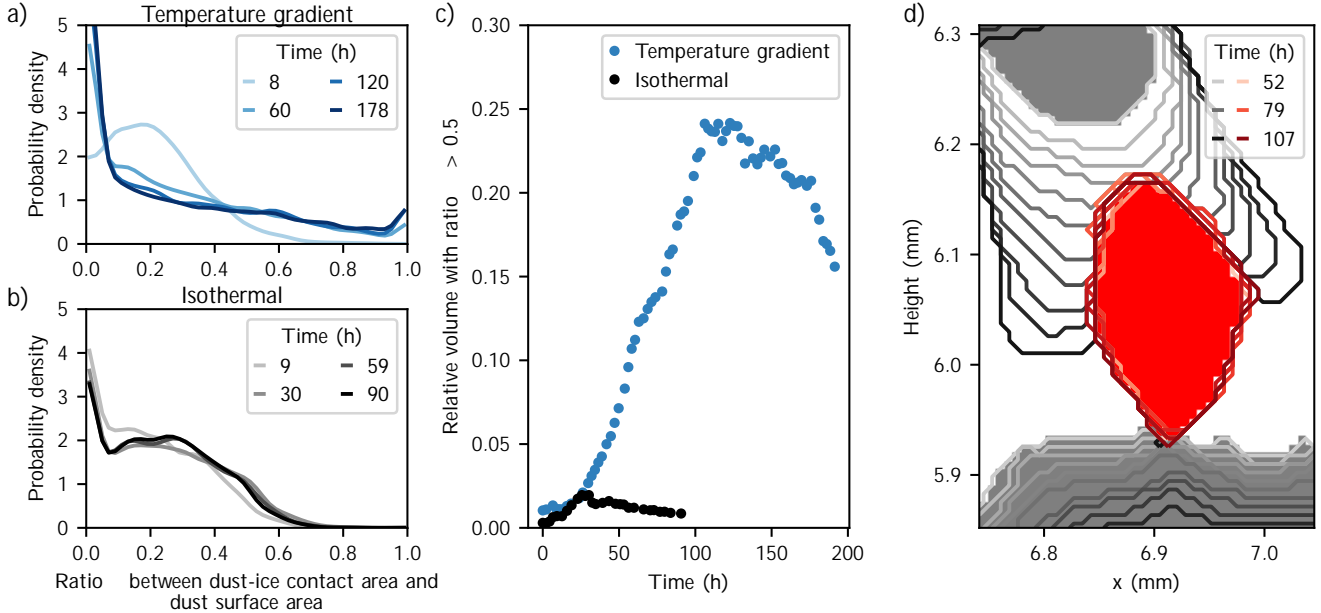 a)
Temperature gradient
5
4
3
2
1
0
Probability density
0.0 0.2 0.4 0.6 0.8 1.0
Time (h)
8 120
60 178
b)
Isothermal
5
4
3
2
1
0
Probability density
0.0 0.2 0.4 0.6 0.8 1.0
Time (h)
9 59
30 90
Ratio between dust-ice contact area and
dust surface area
c)
0.30
0.25
0.20
0.15
0.10
0.05
0.00
Relative volume with ratio > 0.5
Temperature gradient
Isothermal
0 50 100 150 200
Time (h)
d)
6.3
6.2
6.1
6.0
5.9
Height (mm)
Time (h)
52
79
107
6.8 6.9 7.0
x (mm)